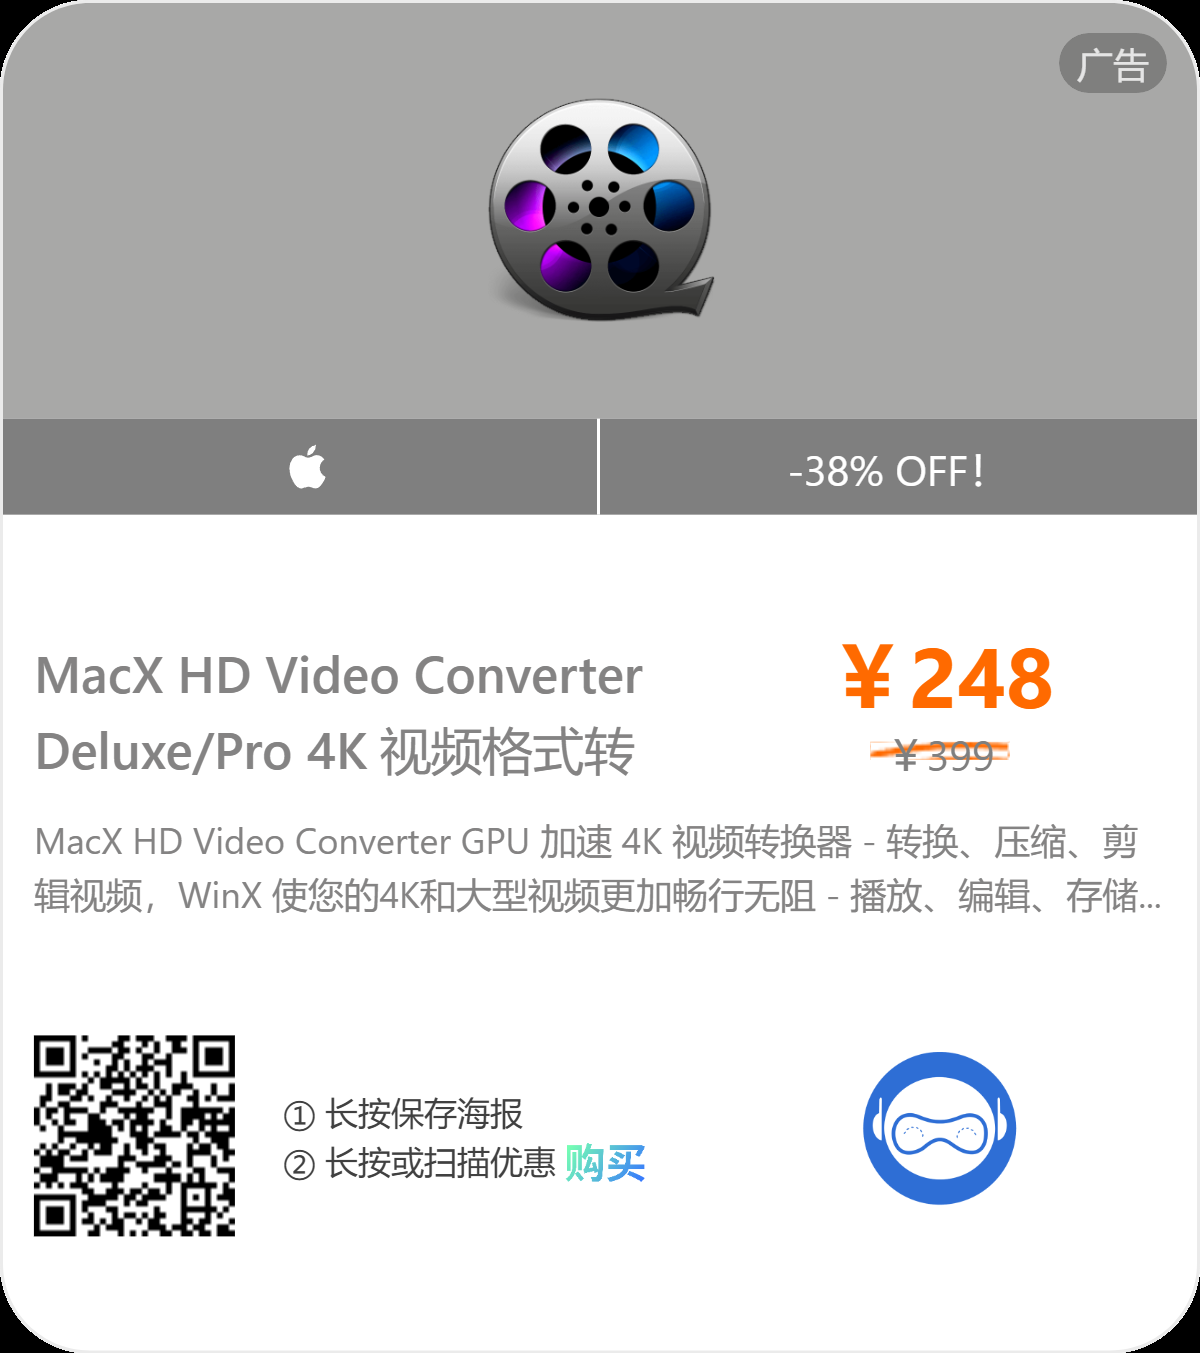 广告
-38% OFF!
MacX HD Video Converter
Deluxe/Pro 4K 视频格式转
￥248
￥399
MacX HD Video Converter GPU 加速 4K 视频转换器 - 转换、压缩、剪
辑视频，WinX 使您的4K和大型视频更加畅行无阻 - 播放、编辑、存储...
① 长按保存海报
② 长按或扫描优惠 购买